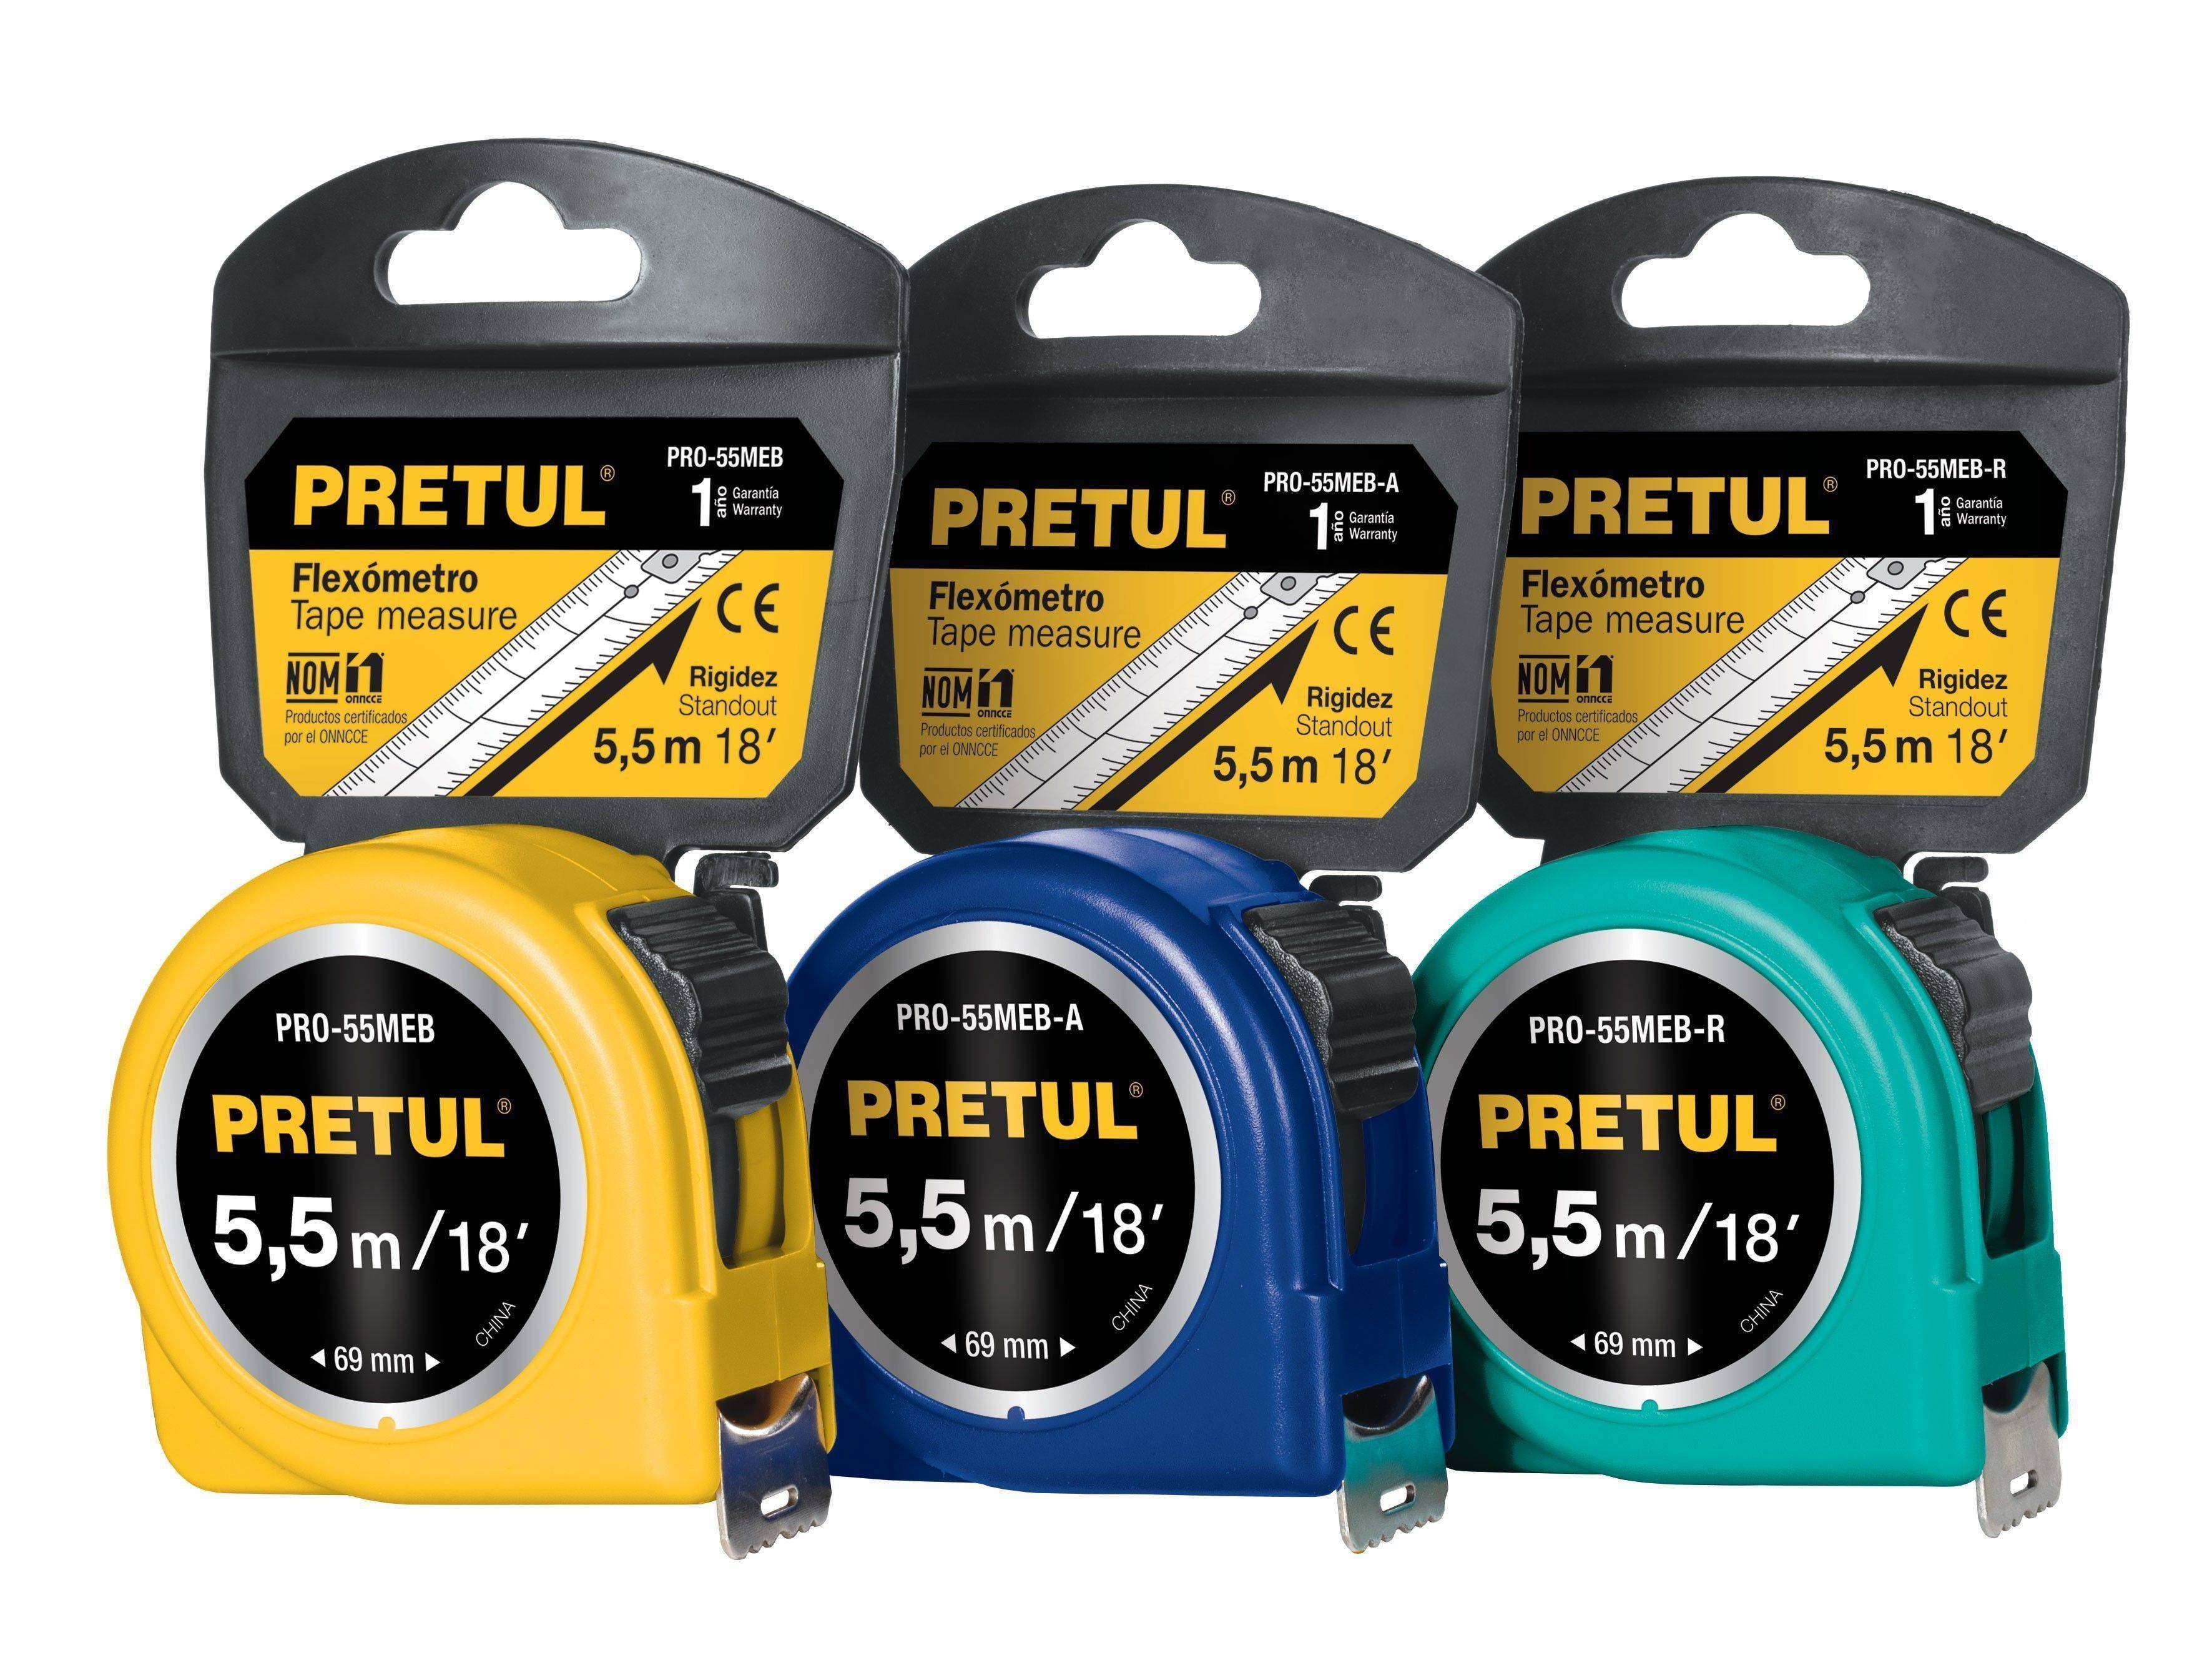 PRETUL®
PRO-55MEB
1 año Garantía
Warranty
Flexómetro
Tape measure
CE
NOM
ONNCCE
Productos certificados
por el ONNCCE
Rigidez
Standout
5,5 m 18′
PRETUL®
PRO-55MEB-A
1 año Garantía
Warranty
Flexómetro
Tape measure
CE
NOM
ONNCCE
Productos certificados
por el ONNCCE
Rigidez
Standout
5,5 m 18′
PRETUL®
PRO-55MEB-R
1 año Garantía
Warranty
Flexómetro
Tape measure
CE
NOM
ONNCCE
Productos certificados
por el ONNCCE
Rigidez
Standout
5,5 m 18′
PRO-55MEB
PRETUL®
5,5 m / 18′
CHINA
◄ 69 mm ►
PRO-55MEB-A
PRETUL®
5,5 m / 18′
CHINA
◄ 69 mm ►
PRO-55MEB-R
PRETUL®
5,5 m / 18′
CHINA
◄ 69 mm ►